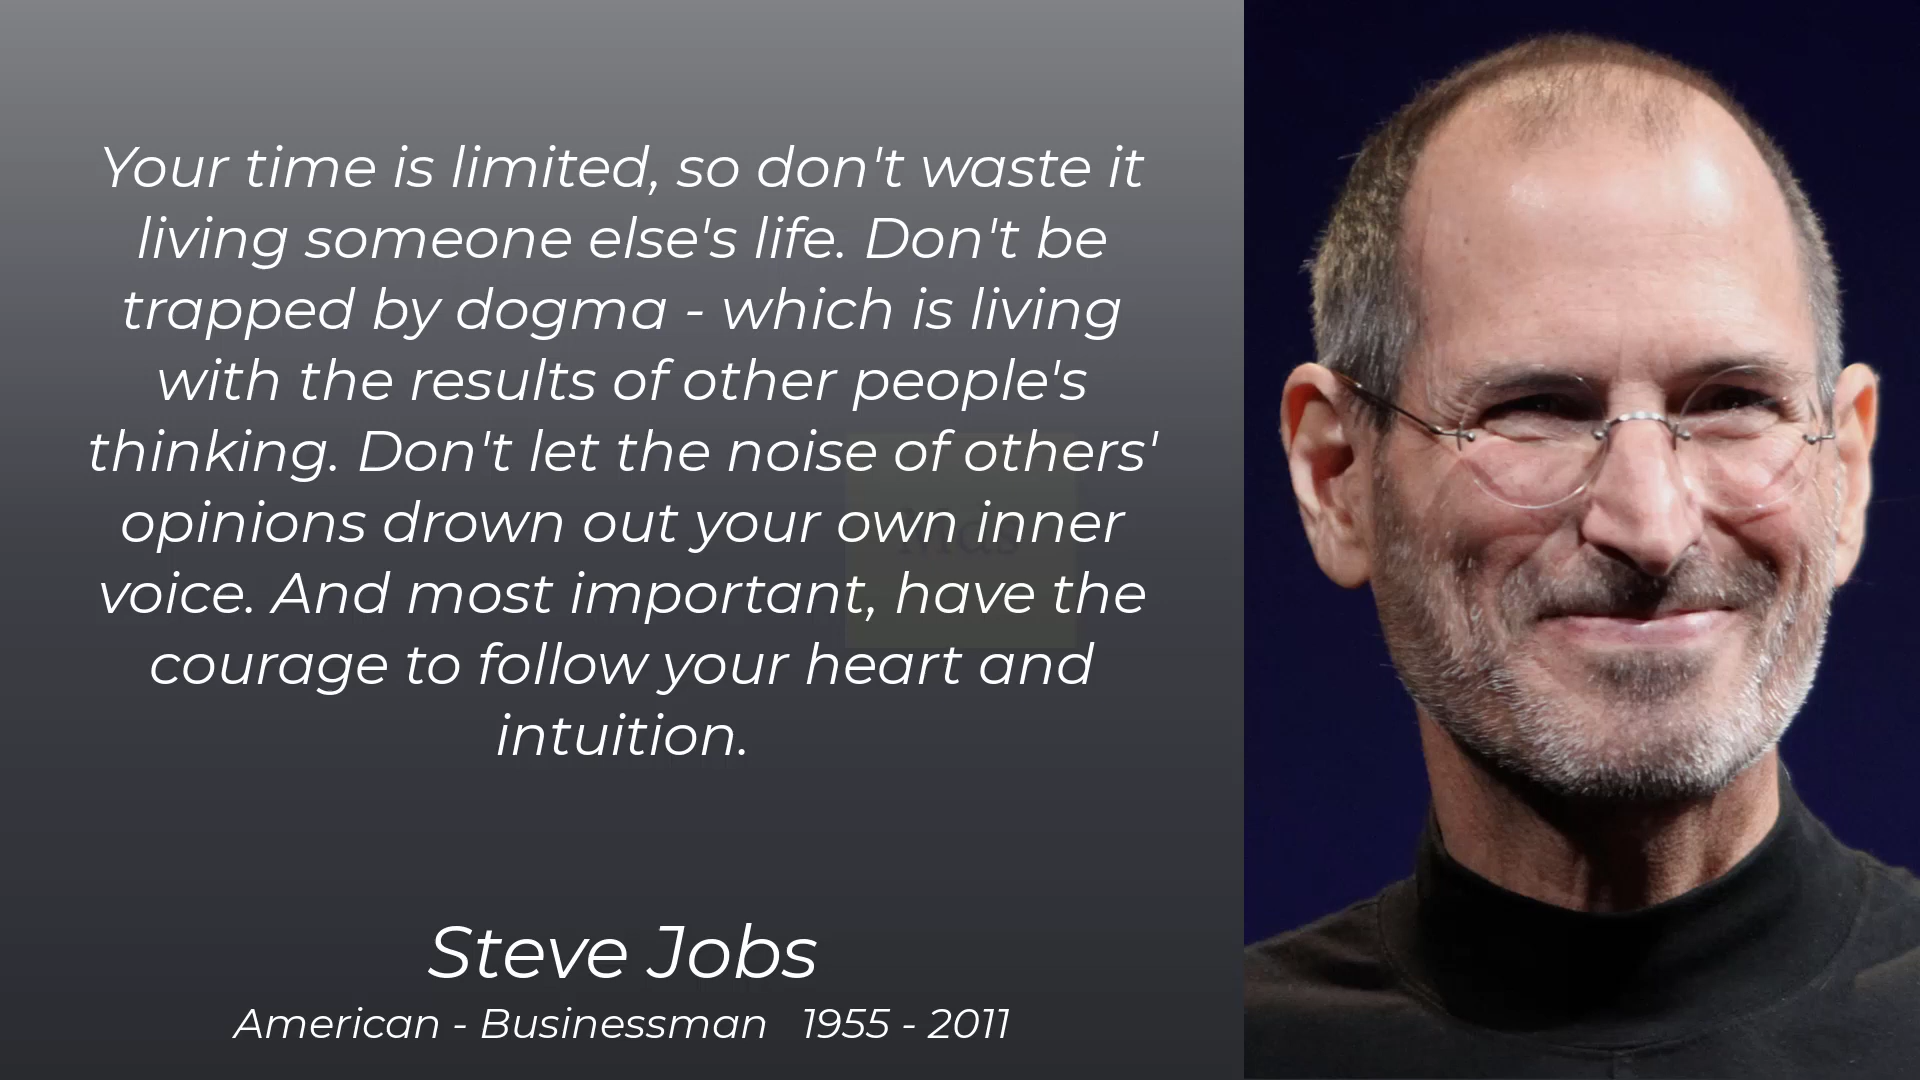 Your time is limited, so don't waste it
living someone else's life. Don't be
trapped by dogma - which is living
with the results of other people's
thinking. Don't let the noise of others'
opinions drown out your own inner
voice. And most important, have the
courage to follow your heart and
intuition.
Steve Jobs
American - Businessman 1955 - 2011